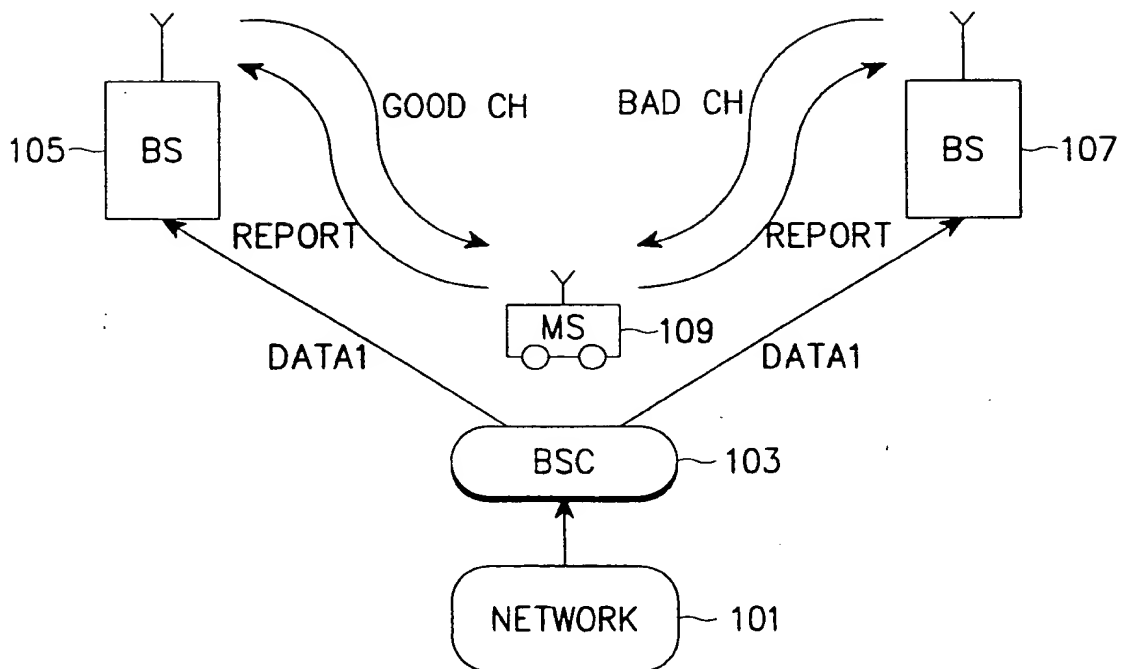 GOOD CH
BAD CH
105
BS
BS
107
REPORT
REPORT
MS
109
DATA1
DATA1
BSC
103
NETWORK
101